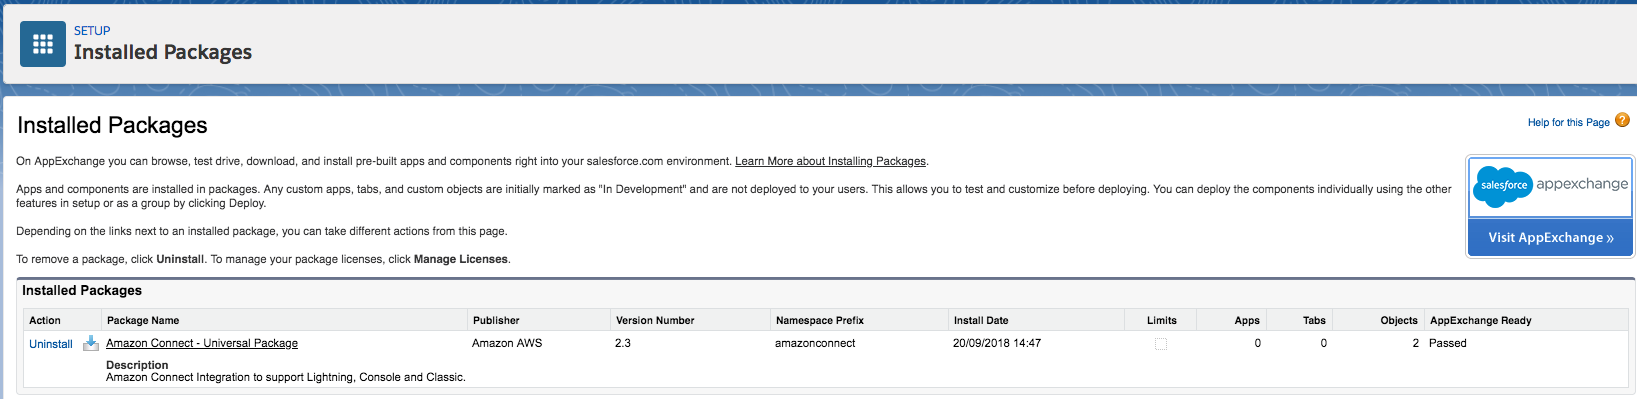 SETUP
Installed Packages
Installed Packages
Help for this Page ?
On AppExchange you can browse, test drive, download, and install pre-built apps and components right into your salesforce.com environment. Learn More about Installing Packages.
Apps and components are installed in packages. Any custom apps, tabs, and custom objects are initially marked as "In Development" and are not deployed to your users. This allows you to test and customize before deploying. You can deploy the components individually using the other
features in setup or as a group by clicking Deploy.
Depending on the links next to an installed package, you can take different actions from this page.
To remove a package, click Uninstall. To manage your package licenses, click Manage Licenses.
salesforce appexchange
Visit AppExchange »
Installed Packages
Action Package Name Publisher Version Number Namespace Prefix Install Date Limits Apps Tabs Objects AppExchange Ready
Uninstall Amazon Connect - Universal Package Amazon AWS 2.3 amazonconnect 20/09/2018 14:47 0 0 2 Passed
Description
Amazon Connect Integration to support Lightning, Console and Classic.